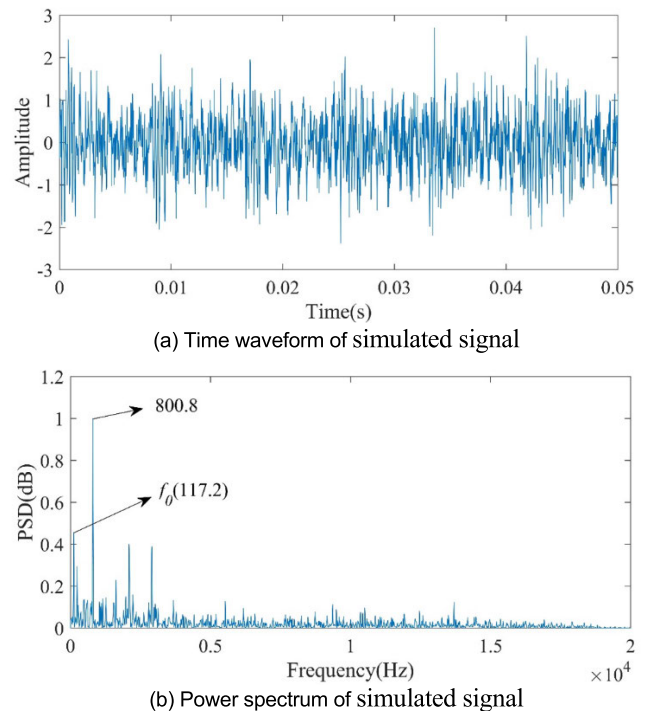 3
2
1
0
-1
-2
-3
Amplitude
0 0.01 0.02 0.03 0.04 0.05
Time(s)
(a) Time waveform of simulated signal
1.2
1
0.8
0.6
0.4
0.2
0
PSD(dB)
800.8
f0(117.2)
0 0.5 1 1.5 2
Frequency(Hz)
×10^4
(b) Power spectrum of simulated signal